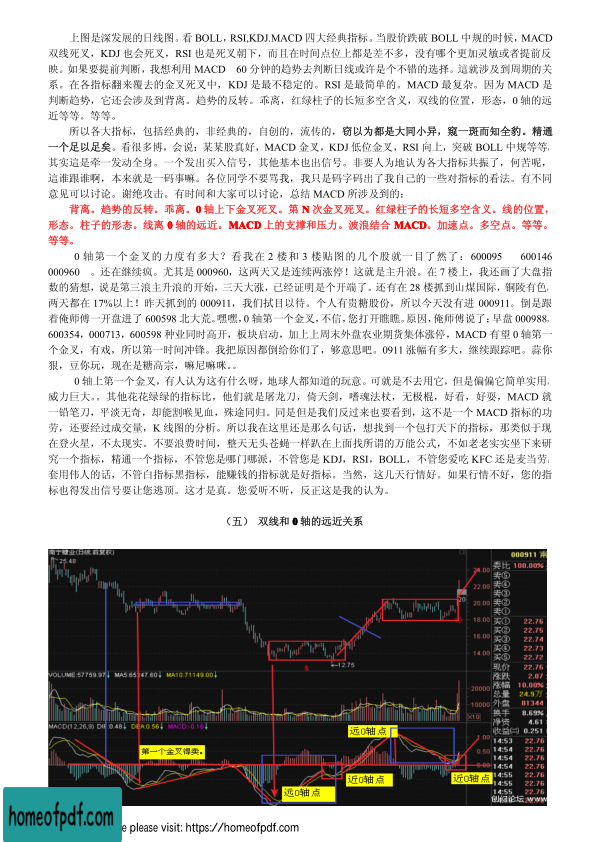 上图是深发展的日线图。看 BOLL，RSI,KDJ.MACD 四大经典指标。当股价跌破 BOLL 中规的时候，MACD
双线死叉，KDJ 也会死叉，RSI 也是死叉朝下，而且在时间点位上都是差不多，没有哪个更加灵敏或者提前反
映。如果要提前判断，我想利用 MACD 60 分钟的趋势去判断日线或许是个不错的选择。這就涉及到周期的关
系。在各指标翻来覆去的金叉死叉中，KDJ 是最不稳定的。RSI 是最简单的。MACD 最复杂。因为 MACD 是
判断趋势，它还会涉及到背离。趋势的反转。乖离，红绿柱子的长短多空含义，双线的位置，形态，0 轴的远
近等等。等等。
所以各大指标，包括经典的，非经典的，自创的，流传的，窃以为都是大同小异，窥一斑而知全豹。精通
一个足以足矣。看很多博，会说：某某股真好，MACD 金叉，KDJ 低位金叉，RSI 向上，突破 BOLL 中规等等，
其实這是牵一发动全身。一个发出买入信号，其他基本也出信号。非要人为地认为各大指标共振了，何苦呢，
這谁跟谁啊，本来就是一码事嘛。各位同学不要骂我，我只是码字码出了我自己的一些对指标的看法。有不同
意见可以讨论。谢绝攻击。有时间和大家可以讨论，总结 MACD 所涉及到的：
背离。趋势的反转。乖离。0 轴上下金叉死叉。第 N 次金叉死叉。红绿柱子的长短多空含义。线的位置，
形态。柱子的形态。线离 0 轴的远近。MACD 上的支撑和压力。波浪结合 MACD。加速点。多空点。等等。
等等。
0 轴第一个金叉的力度有多大？看我在 2 楼和 3 楼贴图的几个股就一目了然了：600095 600146
000960 。还在继续疯。尤其是 000960，这两天又是连续两涨停！这就是主升浪。在 7 楼上，我还画了大盘指
数的猜想，说是第三浪主升浪的开始，三天大涨，已经证明是个开端了。还有在 28 楼抓到山煤国际，铜陵有色，
两天都在 17%以上！昨天抓到的 000911，我们拭目以待。个人有贵糖股份，所以今天没有进 000911。倒是跟
着俺师傅一开盘进了 600598 北大荒。嘿嘿，0 轴第一个金叉，不信，您打开瞧瞧。原因，俺师傅说了：早盘 000988，
600354，000713，600598 种业同时高开，板块启动，加上上周末外盘农业期货集体涨停，MACD 有望 0 轴第一
个金叉，有戏，所以第一时间冲锋。我把原因都倒给你们了，够意思吧。0911 涨幅有多大，继续跟踪吧。蒜你
狠，豆你玩，现在是糖高宗，嘛尼嘛咪。。
0 轴上第一个金叉，有人认为这有什么呀，地球人都知道的玩意。可就是不去用它，但是偏偏它简单实用，
威力巨大。。其他花花绿绿的指标比，他们就是屠龙刀，倚天剑，嗜魂法杖，无极棍，好看，好耍，MACD 就
一铅笔刀，平淡无奇，却能割喉见血，殊途同归。同是但是我们反过来也要看到，这不是一个 MACD 指标的功
劳，还要经过成交量，K 线图的分析。所以我在这里还是那么句话，想找到一个包打天下的指标，那类似于现
在登火星，不太现实。不要浪费时间，整天无头苍蝇一样趴在上面找所谓的万能公式，不如老老实实坐下来研
究一个指标，精通一个指标，不管您是哪门哪派，不管您是 KDJ，RSI，BOLL，不管您爱吃 KFC 还是麦当劳。
套用伟人的话，不管白指标黑指标，能赚钱的指标就是好指标。当然，这几天行情好。如果行情不好，您的指
标也得发出信号要让您逃顶。这才是真。您爱听不听，反正这是我的认为。
（五） 双线和 0 轴的远近关系
南宁糖业(日线.前复权)
25.48
24.00
22.00
20.00
18.00
16.00
14.00
12.75
VOLUME:57759.97↓ MA5:65247.60↓ MA10:71149.00↓
20000
10000
X10
MACD(12,26,9) DIF:0.48↓ DEA:0.56↓ MACD:-0.16↓
1.00
0.50
0.00
第一个金叉得卖。
远0轴点
远0轴点
近0轴点
近0轴点
000911 南
委比 100.00%
卖⑤
卖④
卖③
卖②
卖①
买① 22.76
买② 22.75
买③ 22.74
买④ 22.73
买⑤ 22.72
现价 22.76
涨跌 2.07
涨幅 10.00%
总量 24.9万
外盘 81344
换手 8.69%
净资 4.61
收益㈡ 0.251
14:53 22.76
14:54 22.76
14:54 22.76
14:54 22.76
14:55 22.76
14:55 22.76
homeofpdf.com
e please visit: https://homeofpdf.com